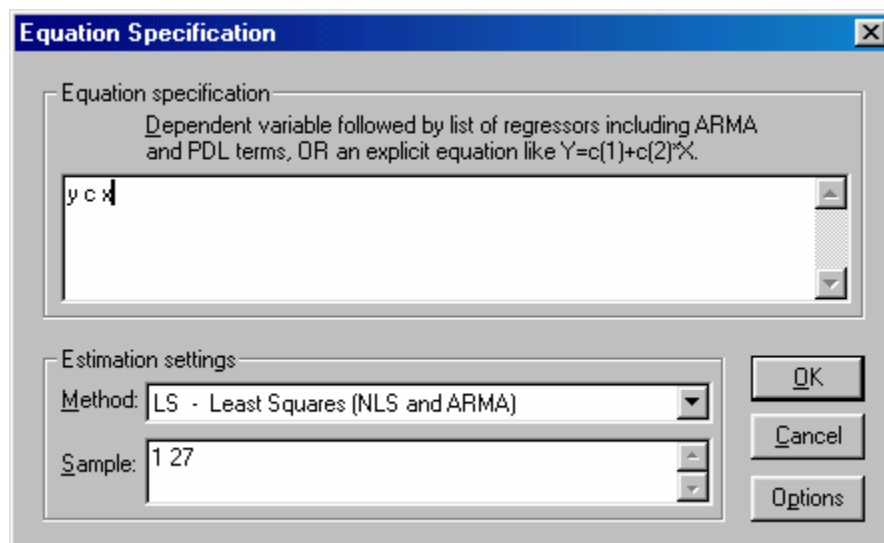 Equation Specification
Equation specification
Dependent variable followed by list of regressors including ARMA
and PDL terms, OR an explicit equation like Y=c(1)+c(2)*X.
y c x
Estimation settings
Method: LS - Least Squares (NLS and ARMA)
Sample: 1 27
OK
Cancel
Options